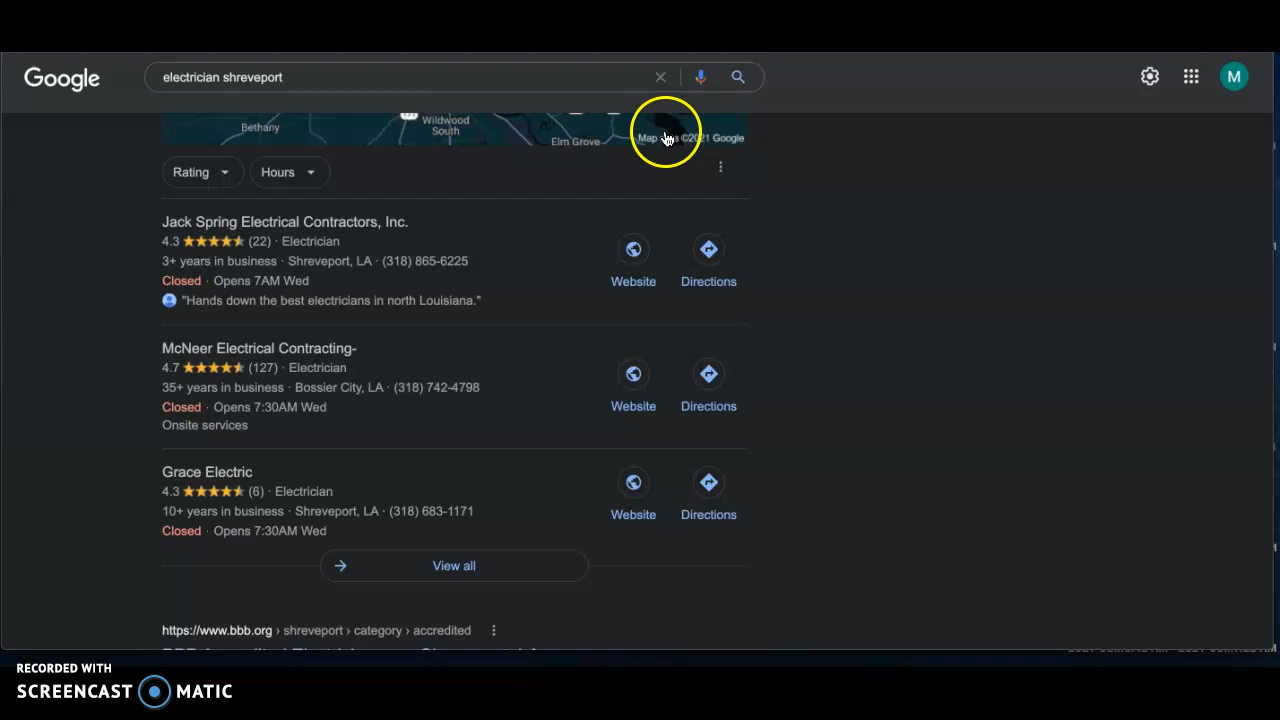 Google
electrician shreveport
M
Bethany
Wildwood
South
Elm Grove
Map ©2021 Google
Rating
Hours
Jack Spring Electrical Contractors, Inc.
4.3 (22) · Electrician
3+ years in business · Shreveport, LA · (318) 865-6225
Closed · Opens 7AM Wed
"Hands down the best electricians in north Louisiana."
Website
Directions
McNeer Electrical Contracting-
4.7 (127) · Electrician
35+ years in business · Bossier City, LA · (318) 742-4798
Closed · Opens 7:30AM Wed
Onsite services
Website
Directions
Grace Electric
4.3 (6) · Electrician
10+ years in business · Shreveport, LA · (318) 683-1171
Closed · Opens 7:30AM Wed
Website
Directions
View all
https://www.bbb.org › shreveport › category › accredited
RECORDED WITH
SCREENCAST MATIC